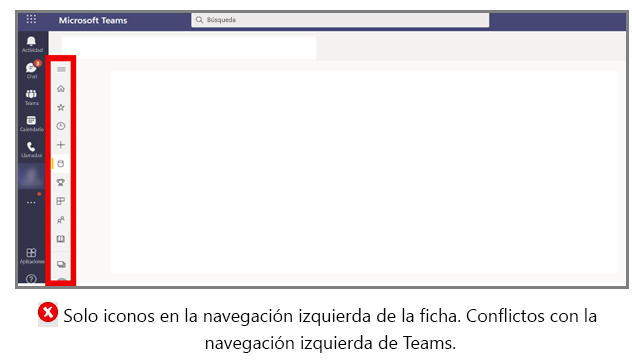 Microsoft Teams
Búsqueda
Actividad
Chat
Teams
Calendario
Llamadas
Aplicaciones
Solo iconos en la navegación izquierda de la ficha. Conflictos con la
navegación izquierda de Teams.